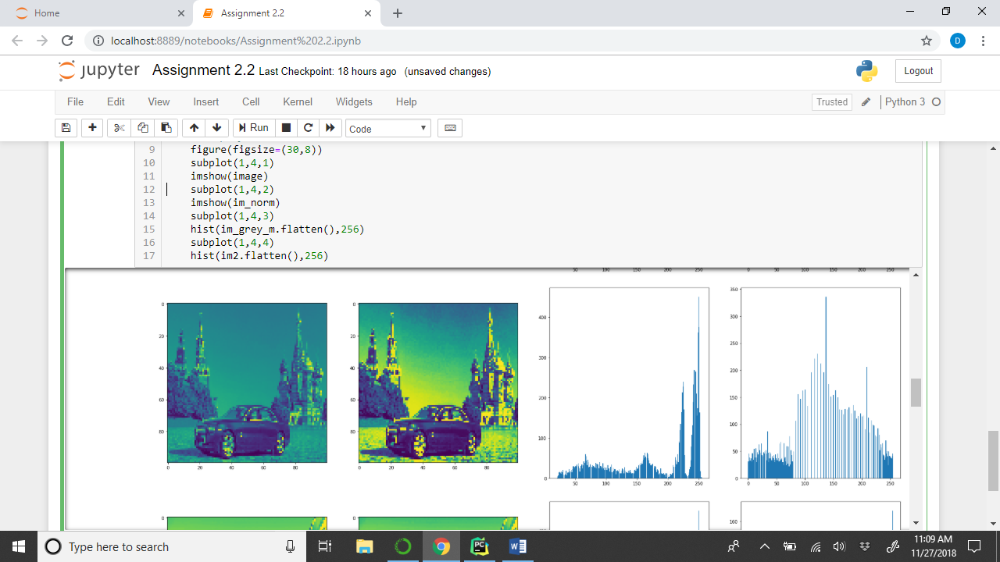 Home
Assignment 2.2
localhost:8889/notebooks/Assignment%202.2.ipynb
D
jupyter Assignment 2.2 Last Checkpoint: 18 hours ago (unsaved changes)
Logout
File Edit View Insert Cell Kernel Widgets Help
Trusted Python 3
Run Code
9 figure(figsize=(30,8))
10 subplot(1,4,1)
11 imshow(image)
12 subplot(1,4,2)
13 imshow(im_norm)
14 subplot(1,4,3)
15 hist(im_grey_m.flatten(),256)
16 subplot(1,4,4)
17 hist(im2.flatten(),256)
50 100 150 200 250 0 50 100 150 200 250
0
20
40
60
80
0 20 40 60 80
0
20
40
60
80
0 20 40 60 80
400
300
200
100
0
50 100 150 200 250
350
300
250
200
150
100
50
0
0 50 100 150 200 250
0
0
160
Type here to search
PC
W
11:09 AM
11/27/2018